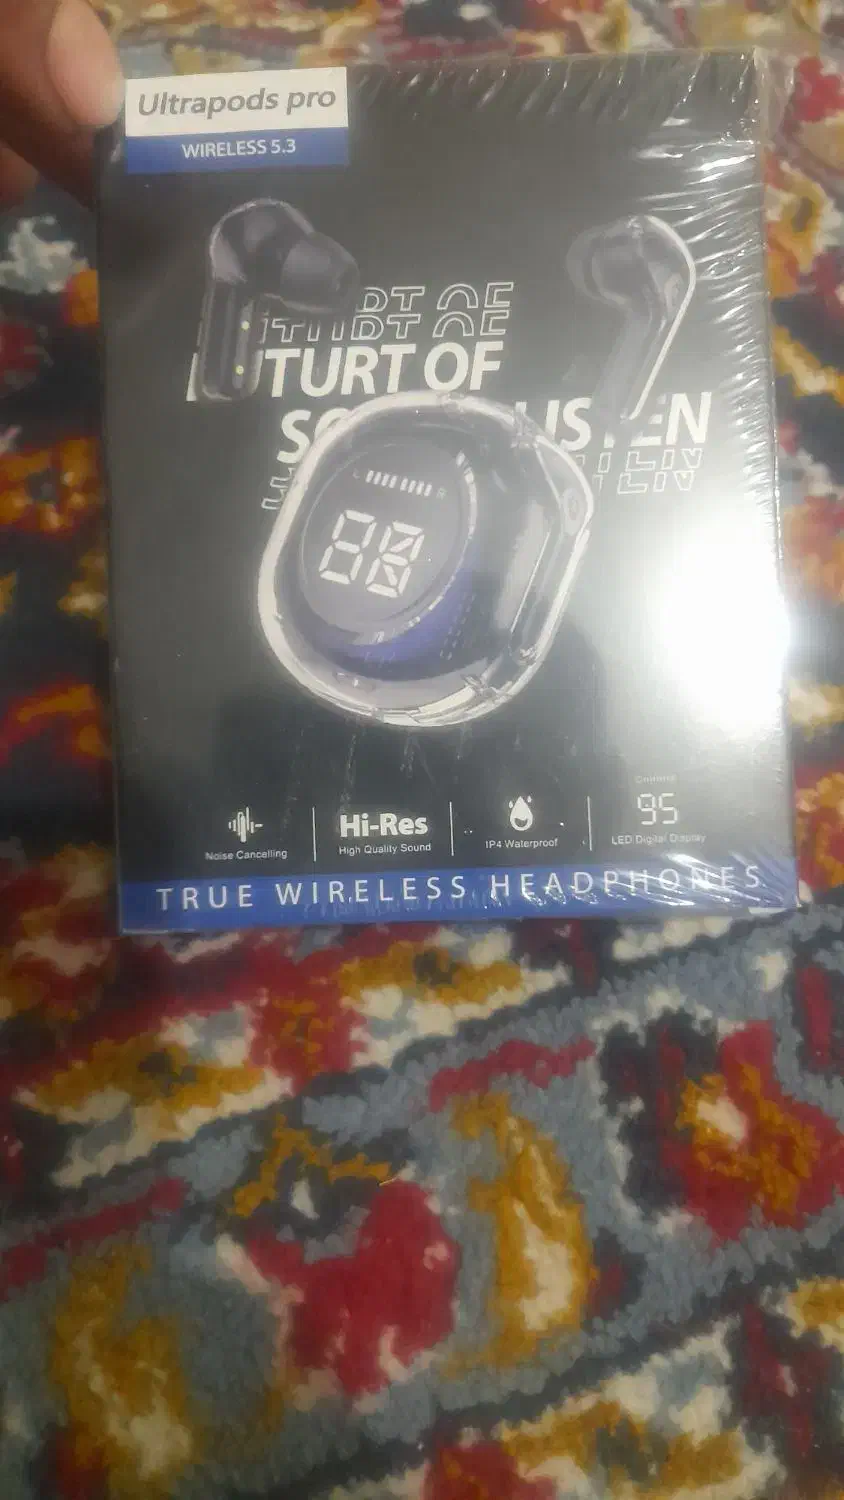 Ultrapods pro
WIRELESS 5.3
TURT OF
LISTEN
L R
88
Noise Cancelling
Hi-Res
High Quality Sound
IP4 Waterproof
95
LED Digital Display
TRUE WIRELESS HEADPHONES